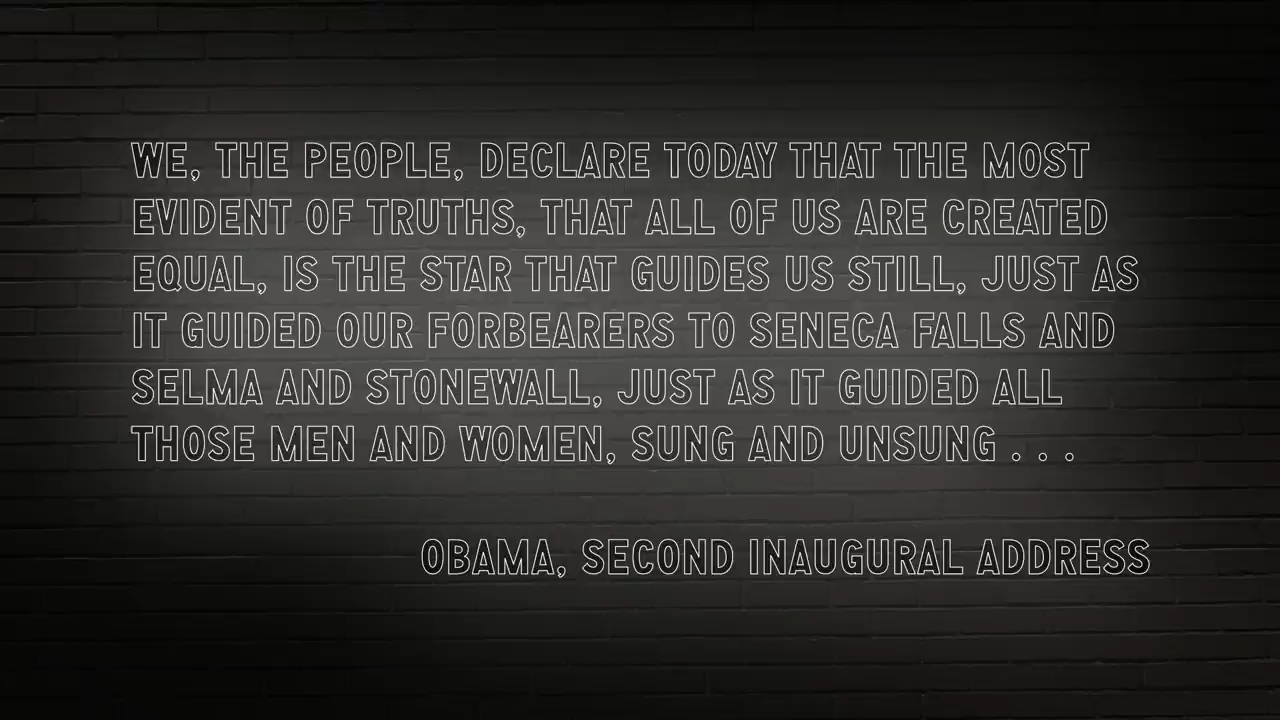 WE, THE PEOPLE, DECLARE TODAY THAT THE MOST
EVIDENT OF TRUTHS, THAT ALL OF US ARE CREATED
EQUAL, IS THE STAR THAT GUIDES US STILL, JUST AS
IT GUIDED OUR FORBEARERS TO SENECA FALLS AND
SELMA AND STONEWALL, JUST AS IT GUIDED ALL
THOSE MEN AND WOMEN, SUNG AND UNSUNG . . .
OBAMA, SECOND INAUGURAL ADDRESS